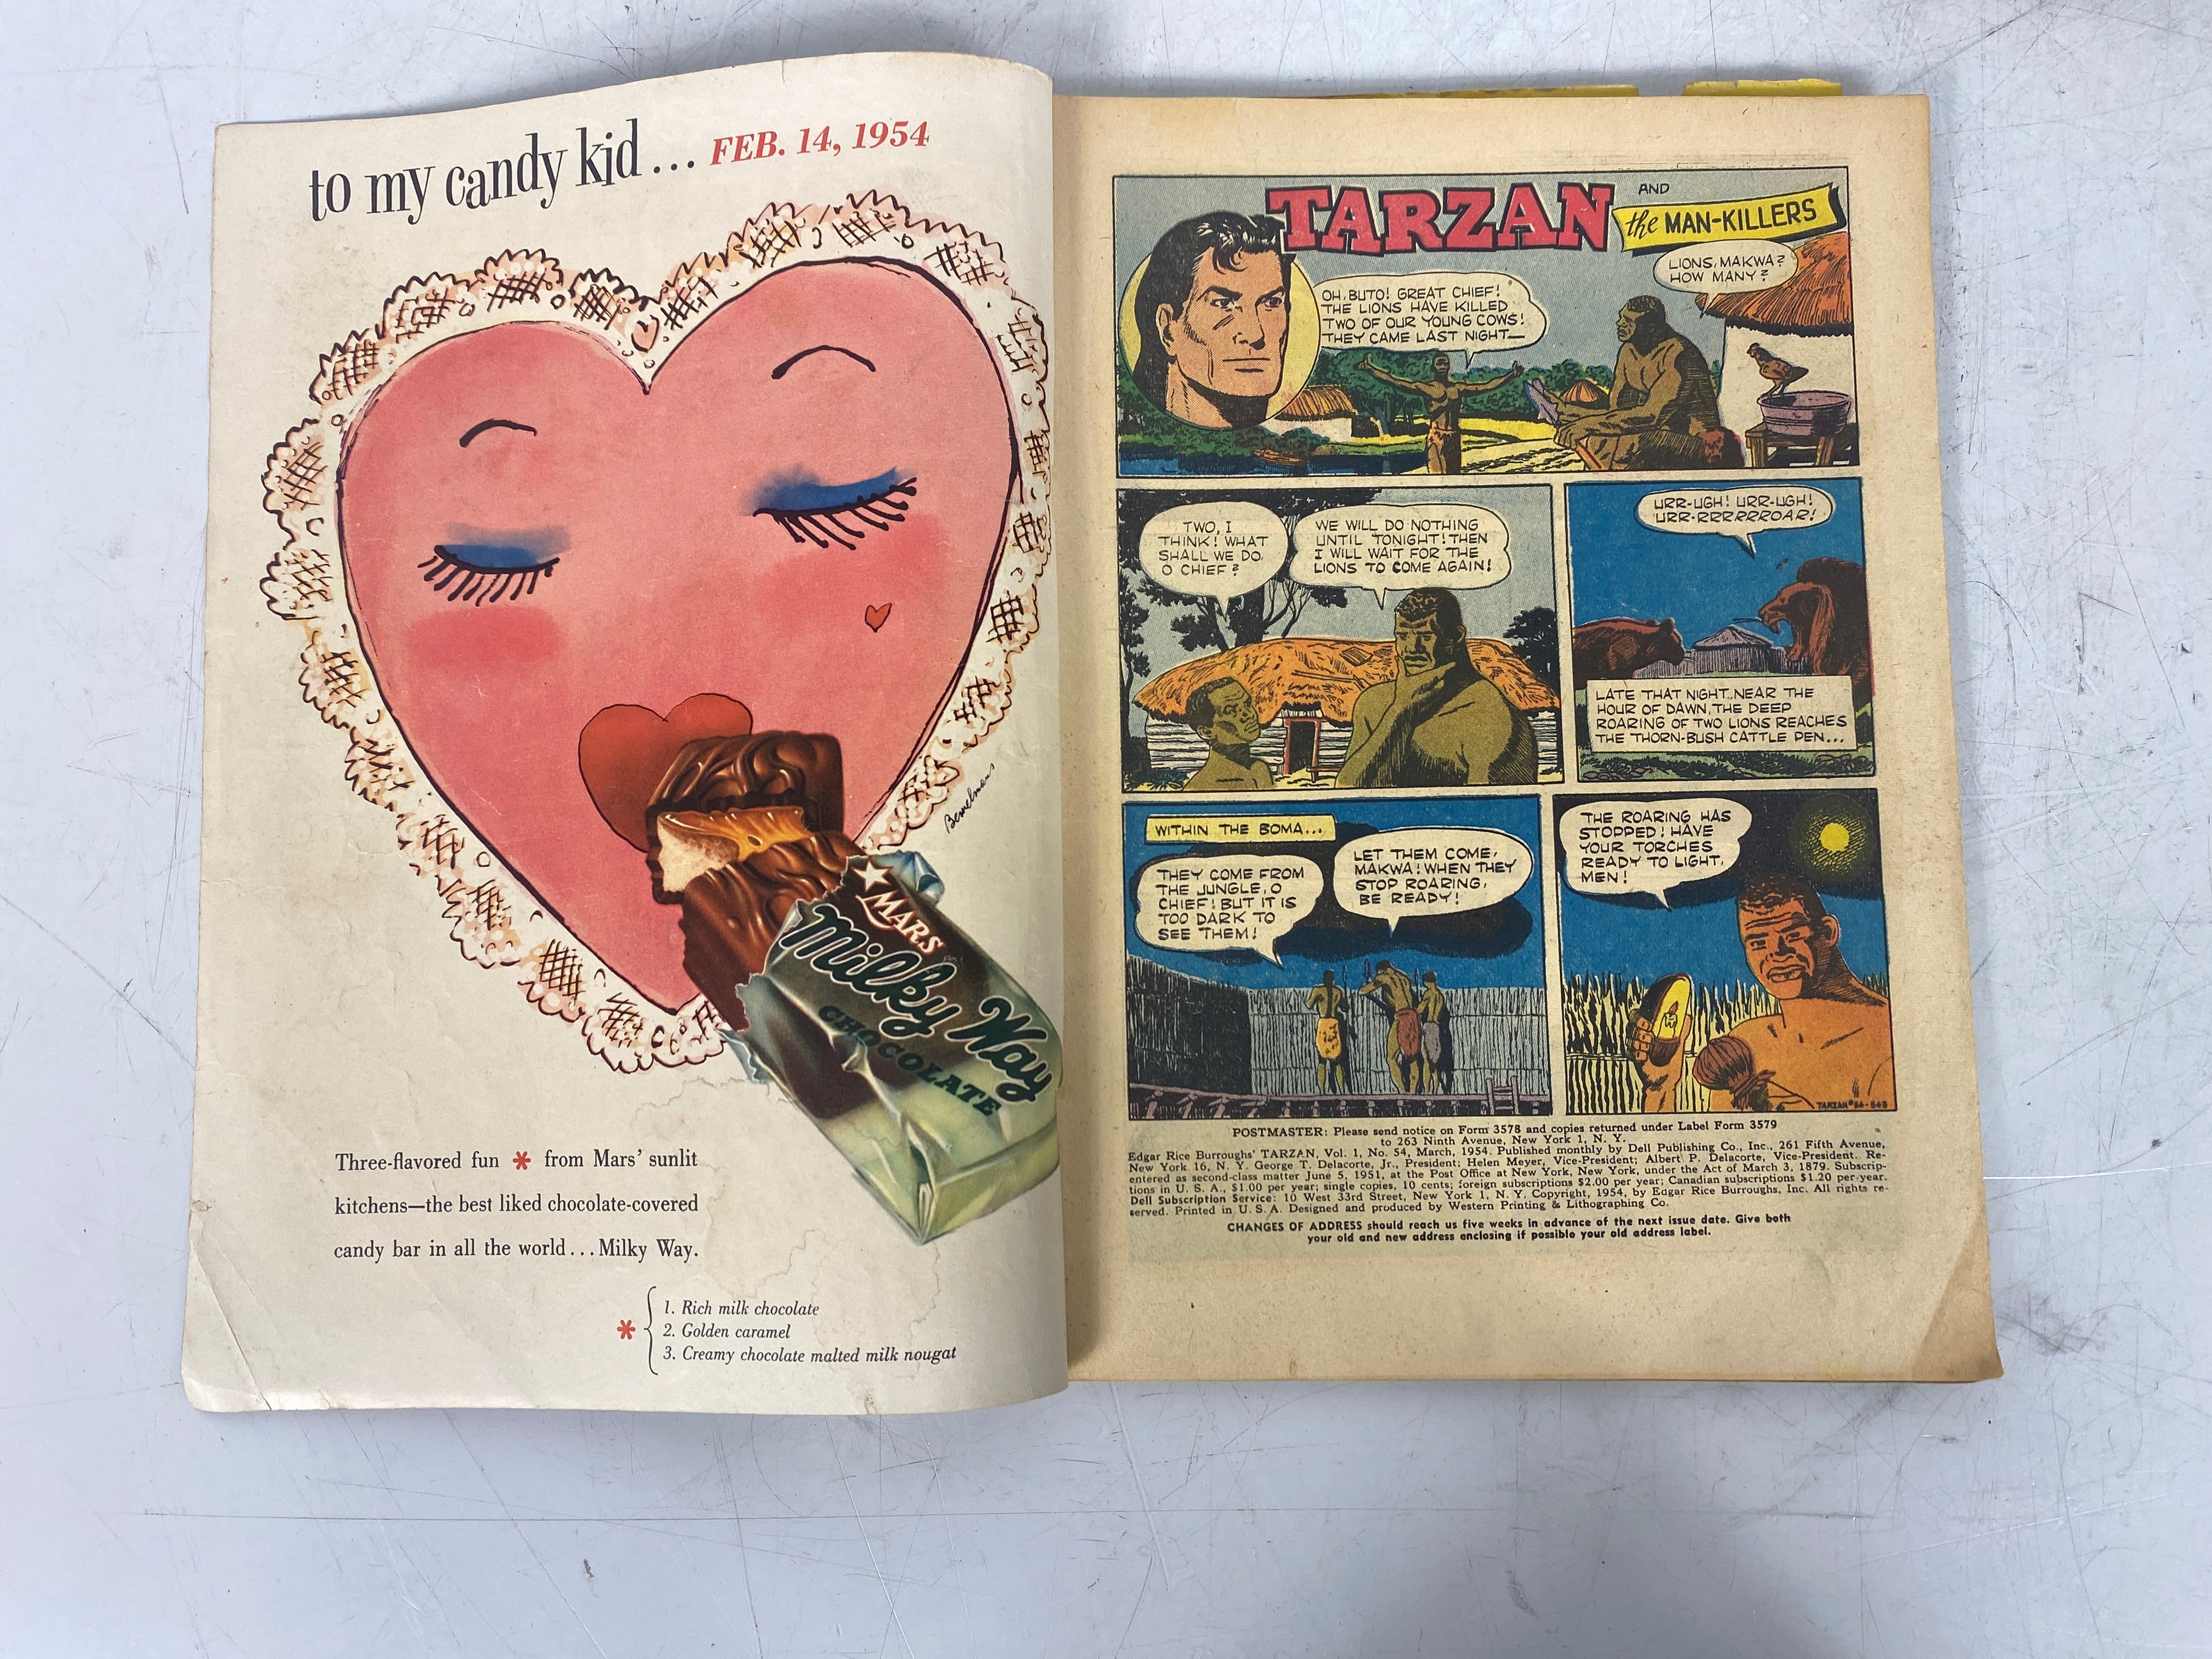 to my candy kid... FEB. 14, 1954
Bemelmans
MARS
Milky Way
CHOCOLATE
Three-flavored fun * from Mars' sunlit
kitchens—the best liked chocolate-covered
candy bar in all the world...Milky Way.
*
1. Rich milk chocolate
2. Golden caramel
3. Creamy chocolate malted milk nougat
TARZAN AND
the MAN-KILLERS
OH, BUTO! GREAT CHIEF!
THE LIONS HAVE KILLED
TWO OF OUR YOUNG COWS!
THEY CAME LAST NIGHT—
LIONS, MAKWA?
HOW MANY?
TWO, I
THINK! WHAT
SHALL WE DO,
O CHIEF?
WE WILL DO NOTHING
UNTIL TONIGHT! THEN
I WILL WAIT FOR THE
LIONS TO COME AGAIN!
URR-UGH! URR-UGH!
URR-RRRRRROAR!
LATE THAT NIGHT, NEAR THE
HOUR OF DAWN, THE DEEP
ROARING OF TWO LIONS REACHES
THE THORN-BUSH CATTLE PEN...
WITHIN THE BOMA...
THEY COME FROM
THE JUNGLE, O
CHIEF! BUT IT IS
TOO DARK TO
SEE THEM!
LET THEM COME,
MAKWA! WHEN THEY
STOP ROARING,
BE READY!
THE ROARING HAS
STOPPED! HAVE
YOUR TORCHES
READY TO LIGHT,
MEN!
TARZAN #54-543
POSTMASTER: Please send notice on Form 3578 and copies returned under Label Form 3579
to 263 Ninth Avenue, New York 1, N. Y.
Edgar Rice Burroughs' TARZAN, Vol. 1, No. 54, March, 1954. Published monthly by Dell Publishing Co., Inc., 261 Fifth Avenue,
New York 16, N. Y. George T. Delacorte, Jr., President; Helen Meyer, Vice-President; Albert P. Delacorte, Vice-President. Re-
entered as second-class matter June 5, 1951, at the Post Office at New York, New York, under the Act of March 3, 1879. Subscrip-
tions in U. S. A., $1.00 per year; single copies, 10 cents; foreign subscriptions $2.00 per year; Canadian subscriptions $1.20 per year.
Dell Subscription Service: 10 West 33rd Street, New York 1, N. Y. Copyright, 1954, by Edgar Rice Burroughs, Inc. All rights re-
served. Printed in U. S. A. Designed and produced by Western Printing & Lithographing Co.
CHANGES OF ADDRESS should reach us five weeks in advance of the next issue date. Give both
your old and new address enclosing if possible your old address label.